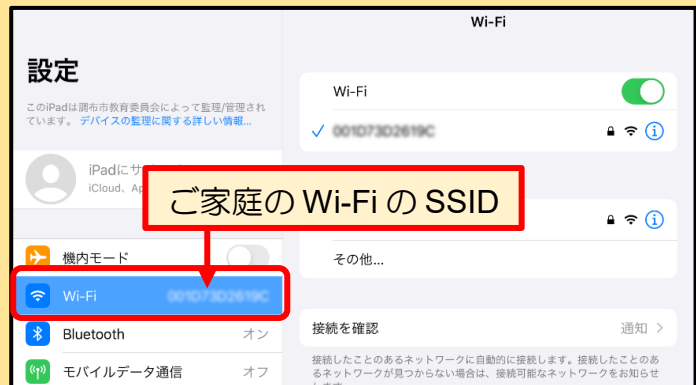 Wi-Fi
設定
このiPadは調布市教育委員会によって監理/管理され
ています。デバイスの監理に関する詳しい情報...
Wi-Fi
001D73D2619C
iPadにサ
iCloud、Ap
ご家庭の Wi-Fi の SSID
機内モード
その他...
Wi-Fi
001D73D2619C
Bluetooth
オン
接続を確認
通知
モバイルデータ通信
オフ
接続したことのあるネットワークに自動的に接続します。接続したことのあ
るネットワークが見つからない場合は、接続可能なネットワークをお知らせ